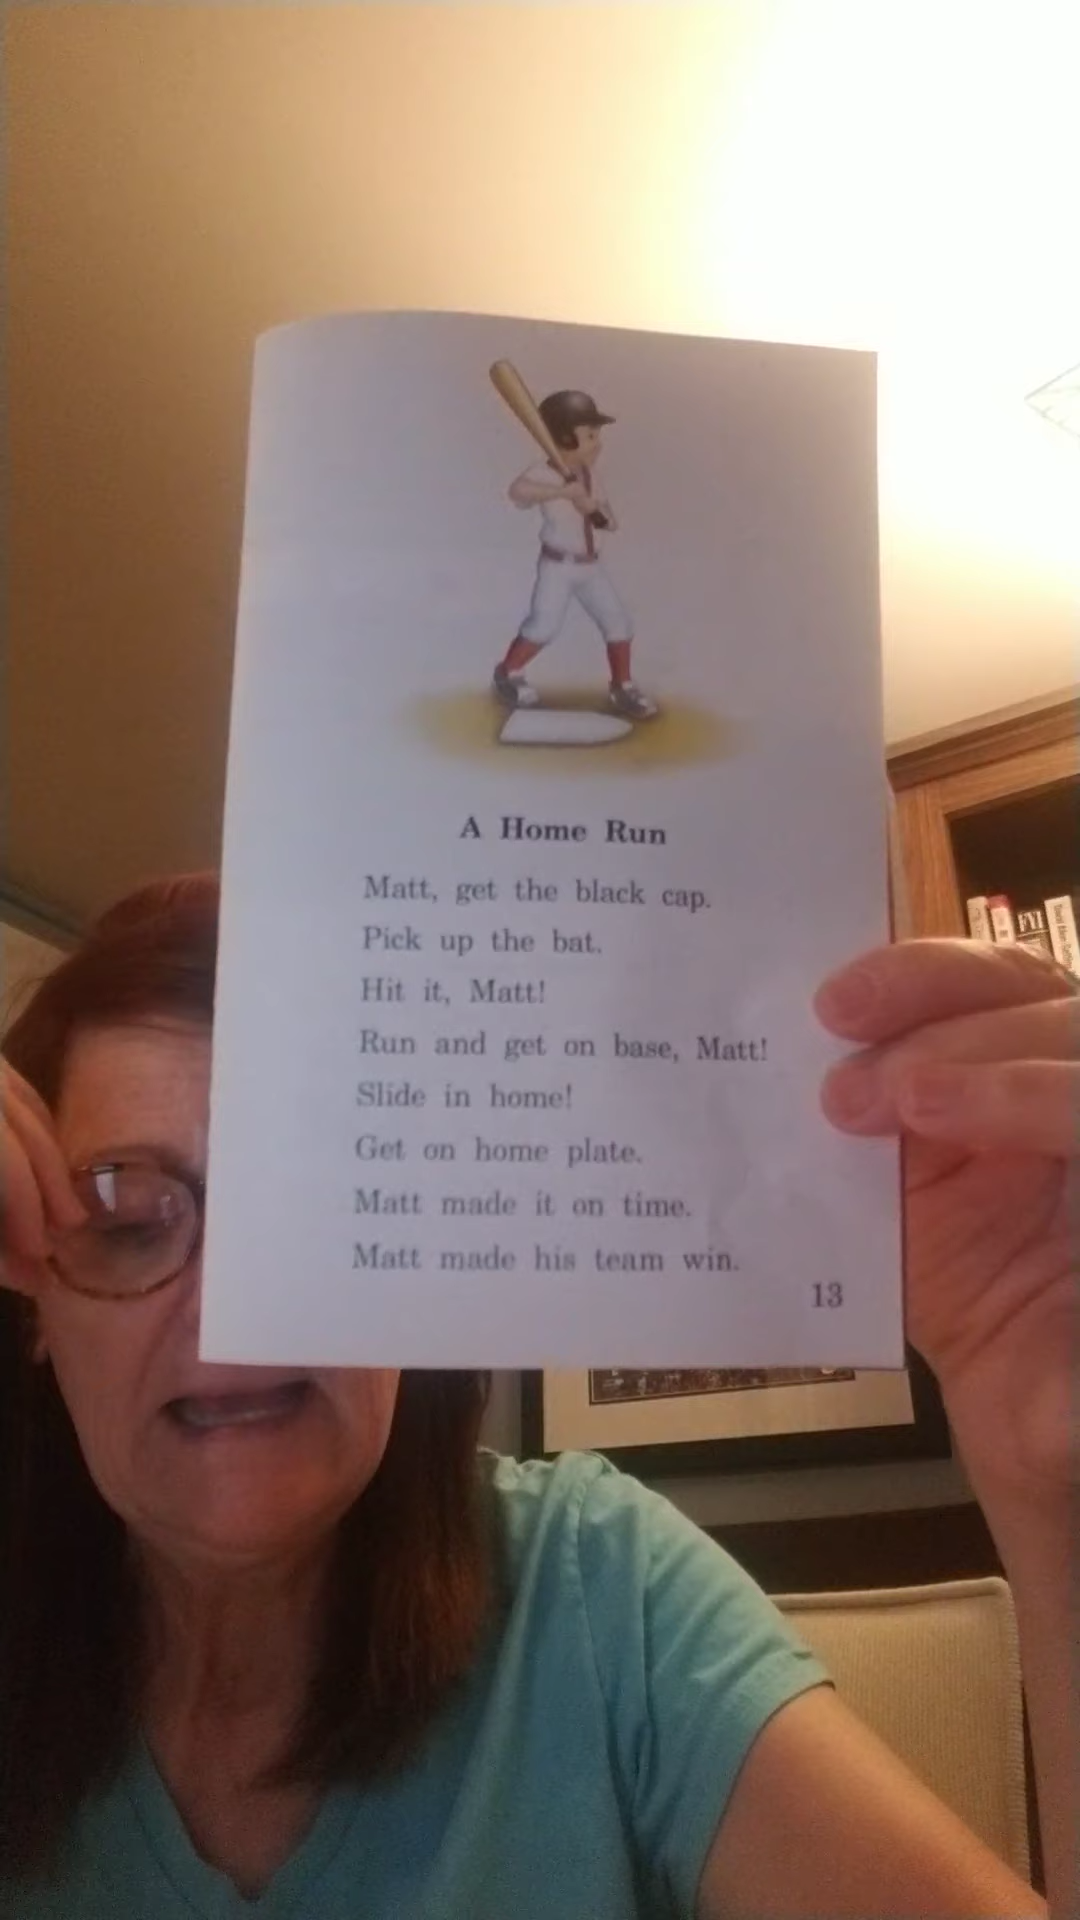 A Home Run
Matt, get the black cap.
Pick up the bat.
Hit it, Matt!
Run and get on base, Matt!
Slide in home!
Get on home plate.
Matt made it on time.
Matt made his team win.
13